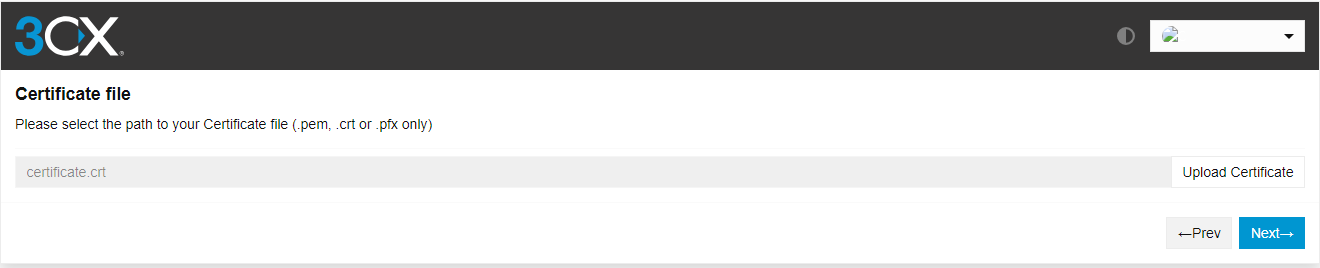 3CX®
Certificate file
Please select the path to your Certificate file (.pem, .crt or .pfx only)
certificate.crt
Upload Certificate
←Prev
Next→